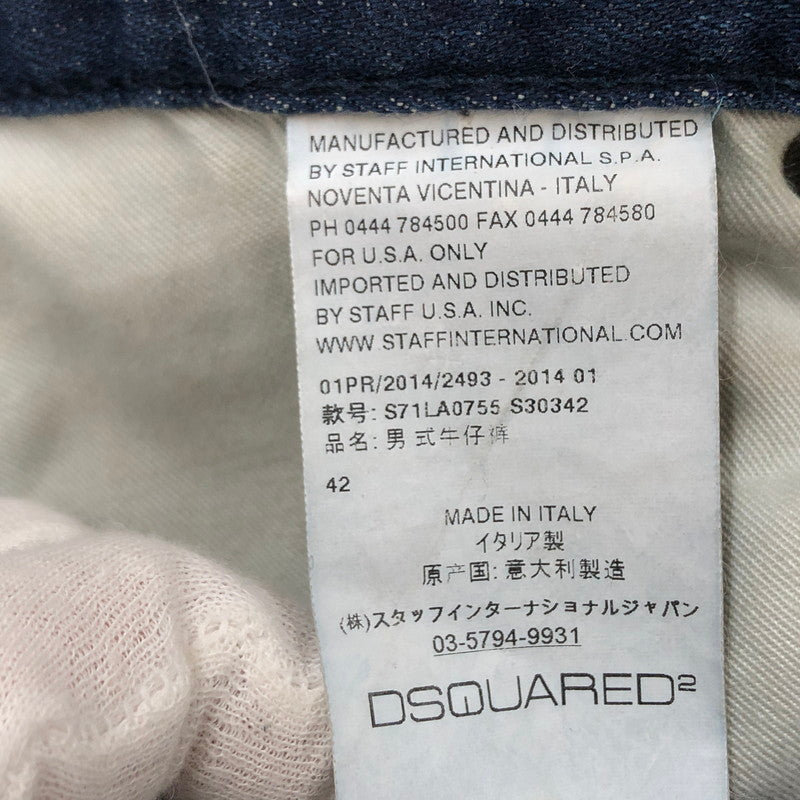 MANUFACTURED AND DISTRIBUTED
BY STAFF INTERNATIONAL S.P.A.
NOVENTA VICENTINA - ITALY
PH 0444 784500 FAX 0444 784580
FOR U.S.A. ONLY
IMPORTED AND DISTRIBUTED
BY STAFF U.S.A. INC.
WWW.STAFFINTERNATIONAL.COM
01PR/2014/2493 - 2014 01
款号: S71LA0755 S30342
品名: 男式牛仔裤
42
MADE IN ITALY
イタリア製
原产国: 意大利製造
(株)スタッフインターナショナルジャパン
03-5794-9931
DSQUARED2